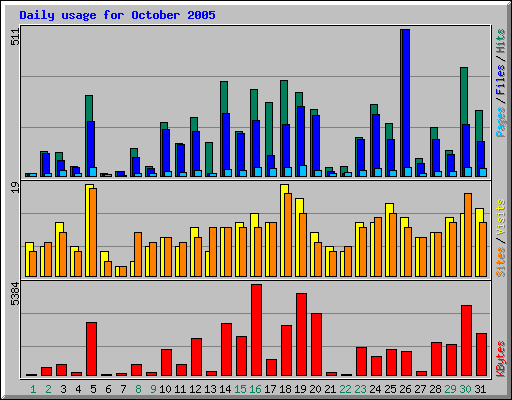 Daily usage for October 2005
511
19
5384
Pages / Files / Hits
Sites / Visits
KBytes
1 2 3 4 5 6 7 8 9 10 11 12 13 14 15 16 17 18 19 20 21 22 23 24 25 26 27 28 29 30 31